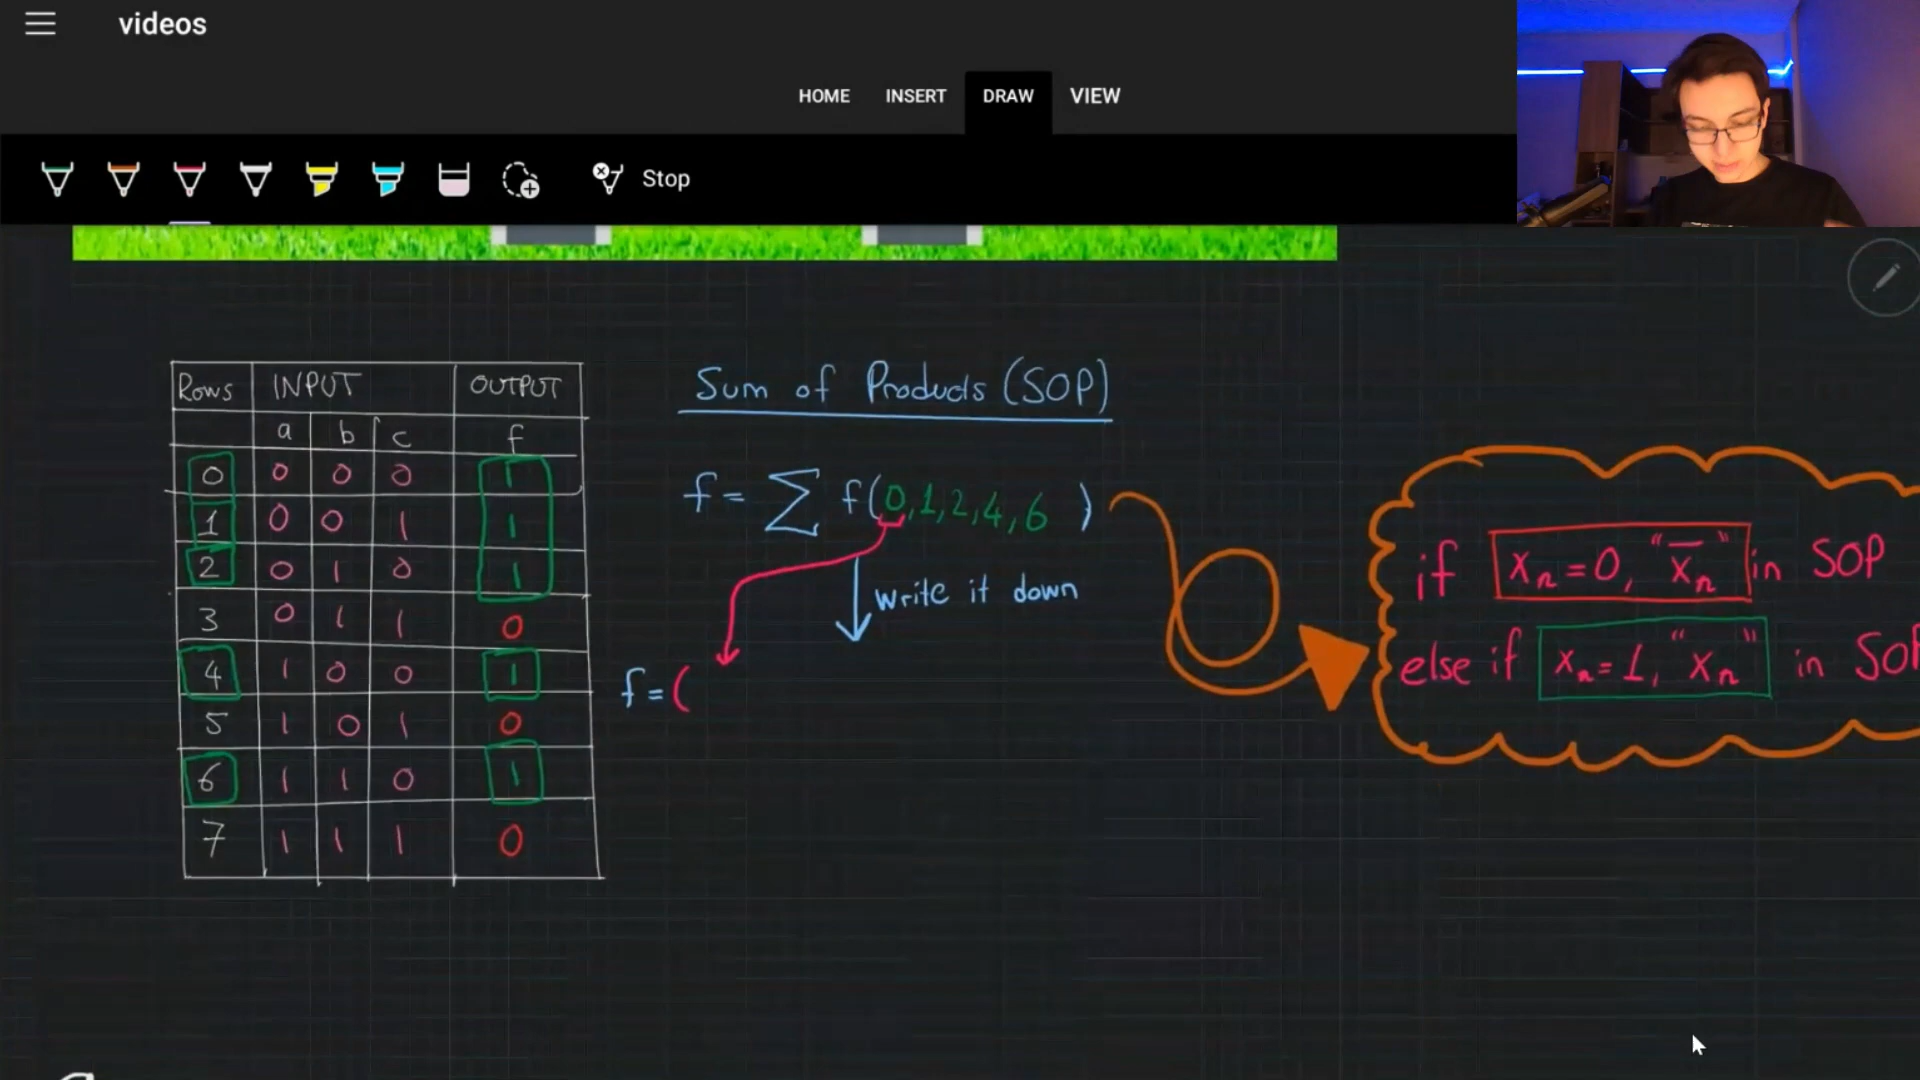 videos
HOME INSERT DRAW VIEW
Stop
Rows INPUT OUTPUT
a b c f
0 0 0 0 1
1 0 0 1 1
2 0 1 0 1
3 0 1 1 0
4 1 0 0 1
5 1 0 1 0
6 1 1 0 1
7 1 1 1 0
Sum of Products (SOP)
f = ∑ f(0,1,2,4,6)
write it down
f = (
if xₙ=0, "x̅ₙ" in SOP
else if xₙ=1, "xₙ" in SOP